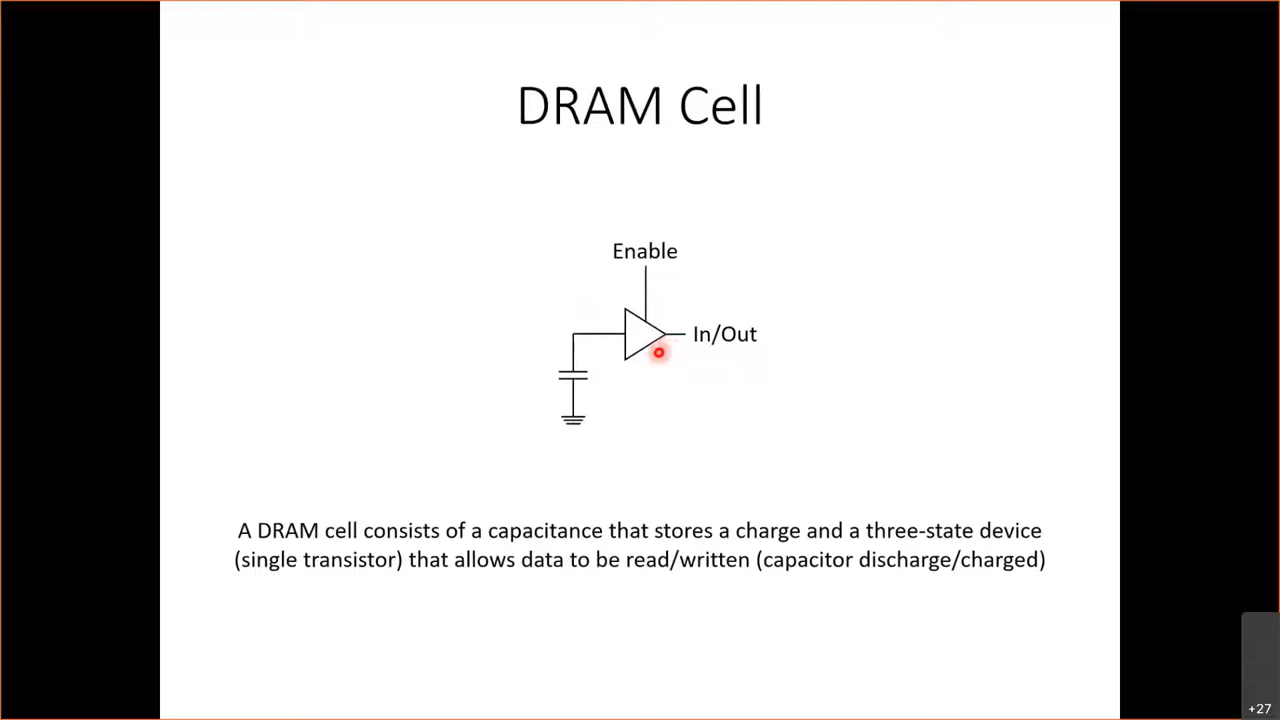 DRAM Cell
Enable
In/Out
A DRAM cell consists of a capacitance that stores a charge and a three-state device
(single transistor) that allows data to be read/written (capacitor discharge/charged)
+27